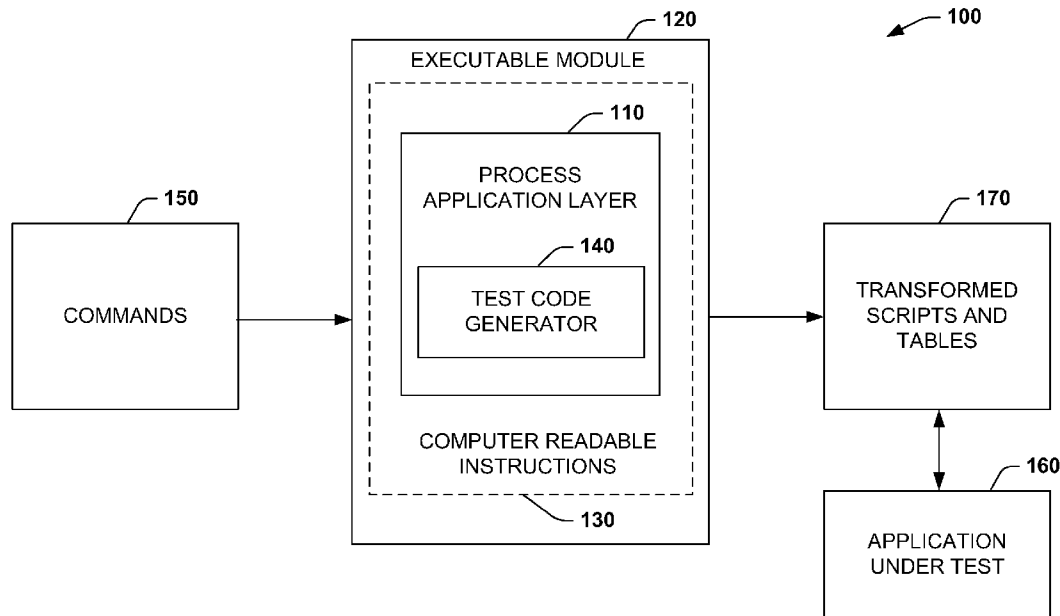 100
120
EXECUTABLE MODULE
110
PROCESS
APPLICATION LAYER
140
TEST CODE
GENERATOR
COMPUTER READABLE
INSTRUCTIONS
130
150
COMMANDS
170
TRANSFORMED
SCRIPTS AND
TABLES
160
APPLICATION
UNDER TEST